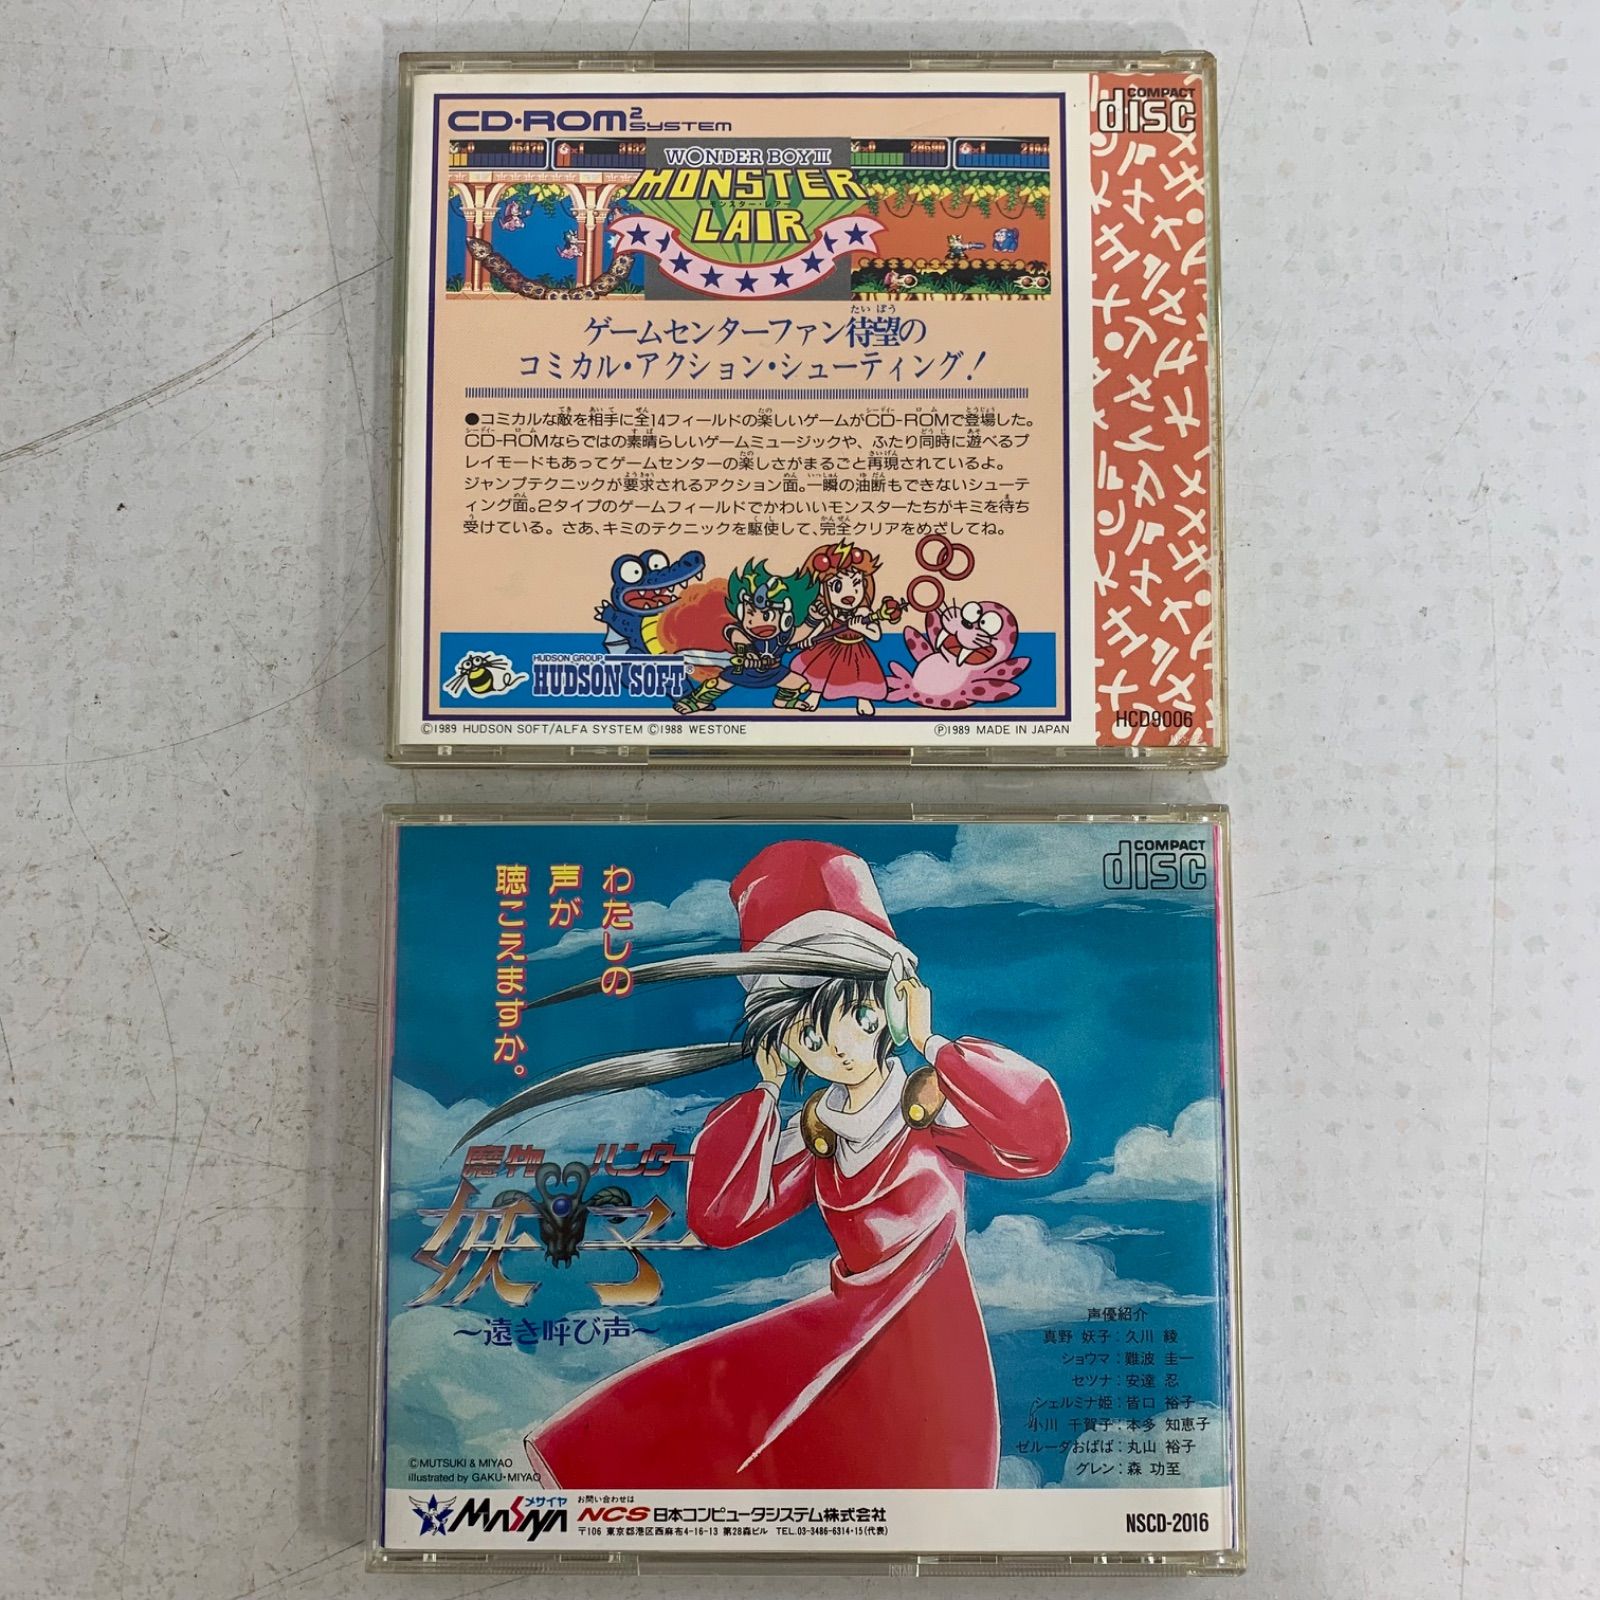 CD-ROM2 SYSTEM
COMPACT disc
WONDER BOY III
MONSTER
モンスター・レアー
LAIR
ゲームセンターファン待望の
コミカル・アクション・シューティング!
●コミカルな敵を相手に全14フィールドの楽しいゲームがCD-ROMで登場した。
CD-ROMならではの素晴らしいゲームミュージックや、ふたり同時に遊べるプ
レイモードもあってゲームセンターの楽しさがまるごと再現されているよ。
ジャンプテクニックが要求されるアクション面。一瞬の油断もできないシューテ
ィング面。2タイプのゲームフィールドでかわいいモンスターたちがキミを待ち
受けている。さあ、キミのテクニックを駆使して、完全クリアをめざしてね。
HUDSON GROUP
HUDSON SOFT®
HCD9006
©1989 HUDSON SOFT/ALFA SYSTEM ©1988 WESTONE
Ⓟ1989 MADE IN JAPAN
COMPACT disc
わたしの
声が
聴こえますか。
魔物ハンター
妖子
〜遠き呼び声〜
声優紹介
真野 妖子:久川 綾
ショウマ:難波 圭一
セツナ:安達 忍
シェルミナ姫:皆口 裕子
小川 千賀子:本多 知恵子
ゼルーダおばば:丸山 裕子
グレン:森 功至
©MUTSUKI & MIYAO
illustrated by GAKU・MIYAO
メサイヤ
MASAYA
お問い合わせは
NCS 日本コンピュータシステム株式会社
〒106 東京都港区西麻布4-16-13 第28森ビル TEL.03-3486-6314・15(代表)
NSCD-2016